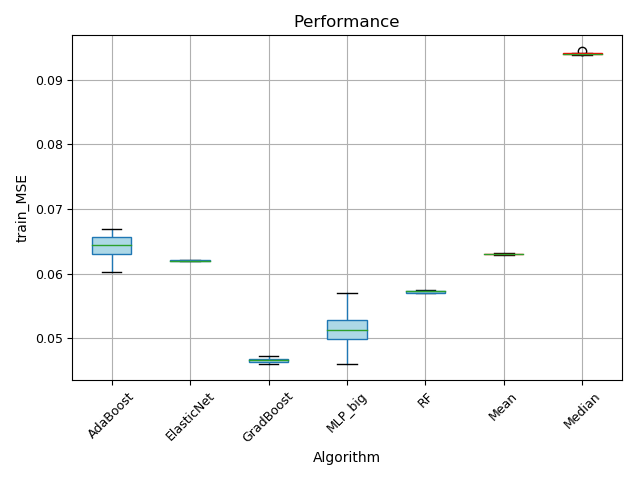 Performance
train_MSE
0.09
0.08
0.07
0.06
0.05
AdaBoost
ElasticNet
GradBoost
MLP_big
RF
Mean
Median
Algorithm